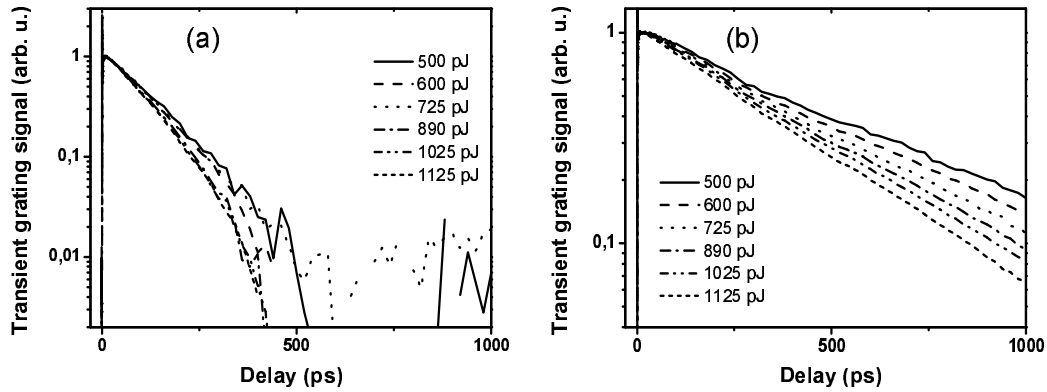 Transient grating signal (arb. u.)
(a)
500 pJ
600 pJ
725 pJ
890 pJ
1025 pJ
1125 pJ
1
0,1
0,01
0
500
1000
Delay (ps)
Transient grating signal (arb. u.)
(b)
500 pJ
600 pJ
725 pJ
890 pJ
1025 pJ
1125 pJ
1
0,1
0
500
1000
Delay (ps)